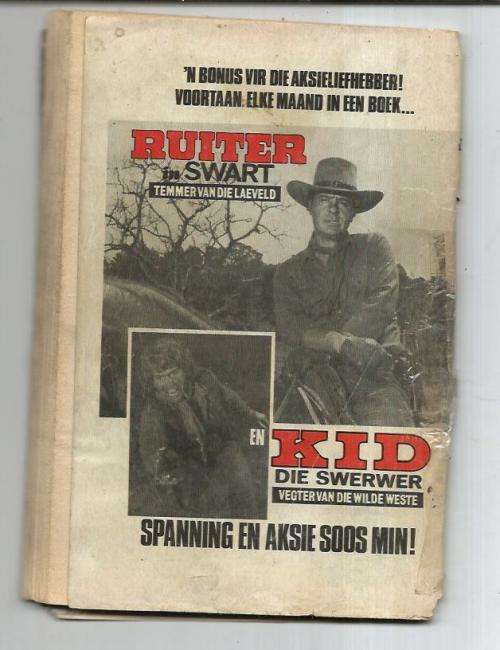 'N BONUS VIR DIE AKSIELIEFHEBBER!
VOORTAAN ELKE MAAND IN EEN BOEK...
RUITER
in SWART
TEMMER VAN DIE LAEVELD
EN KID
DIE SWERWER
VEGTER VAN DIE WILDE WESTE
SPANNING EN AKSIE SOOS MIN!